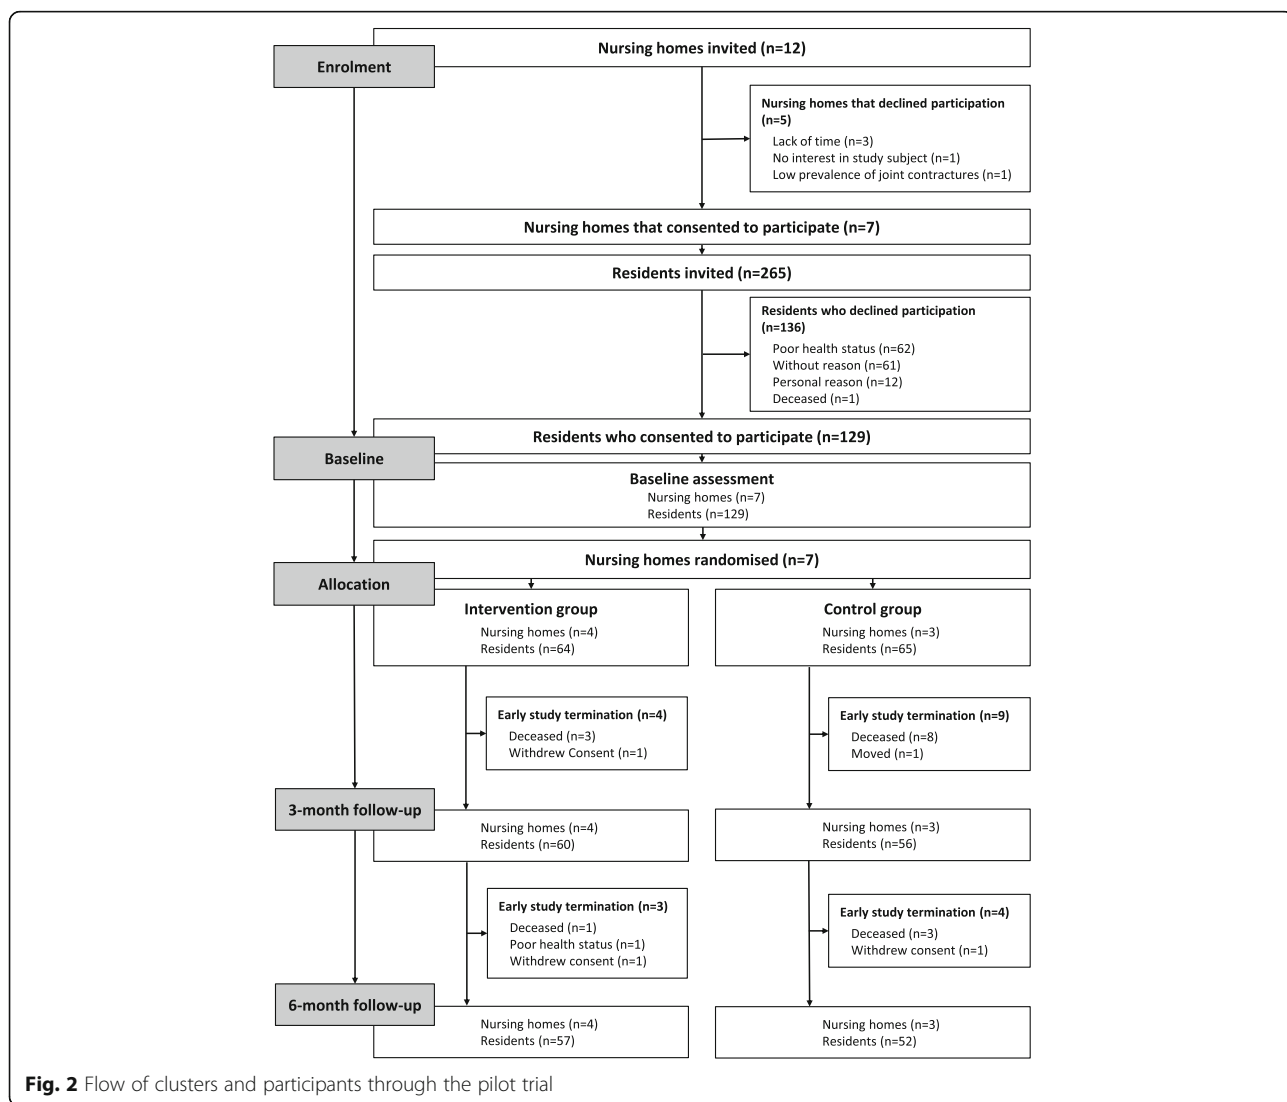 Nursing homes invited (n=12)
Enrolment
Nursing homes that declined participation
(n=5)
Lack of time (n=3)
No interest in study subject (n=1)
Low prevalence of joint contractures (n=1)
Nursing homes that consented to participate (n=7)
Residents invited (n=265)
Residents who declined participation
(n=136)
Poor health status (n=62)
Without reason (n=61)
Personal reason (n=12)
Deceased (n=1)
Residents who consented to participate (n=129)
Baseline
Baseline assessment
Nursing homes (n=7)
Residents (n=129)
Nursing homes randomised (n=7)
Allocation
Intervention group
Nursing homes (n=4)
Residents (n=64)
Control group
Nursing homes (n=3)
Residents (n=65)
Early study termination (n=4)
Deceased (n=3)
Withdrew Consent (n=1)
Early study termination (n=9)
Deceased (n=8)
Moved (n=1)
3-month follow-up
Nursing homes (n=4)
Residents (n=60)
Nursing homes (n=3)
Residents (n=56)
Early study termination (n=3)
Deceased (n=1)
Poor health status (n=1)
Withdrew consent (n=1)
Early study termination (n=4)
Deceased (n=3)
Withdrew consent (n=1)
6-month follow-up
Nursing homes (n=4)
Residents (n=57)
Nursing homes (n=3)
Residents (n=52)
Fig. 2 Flow of clusters and participants through the pilot trial